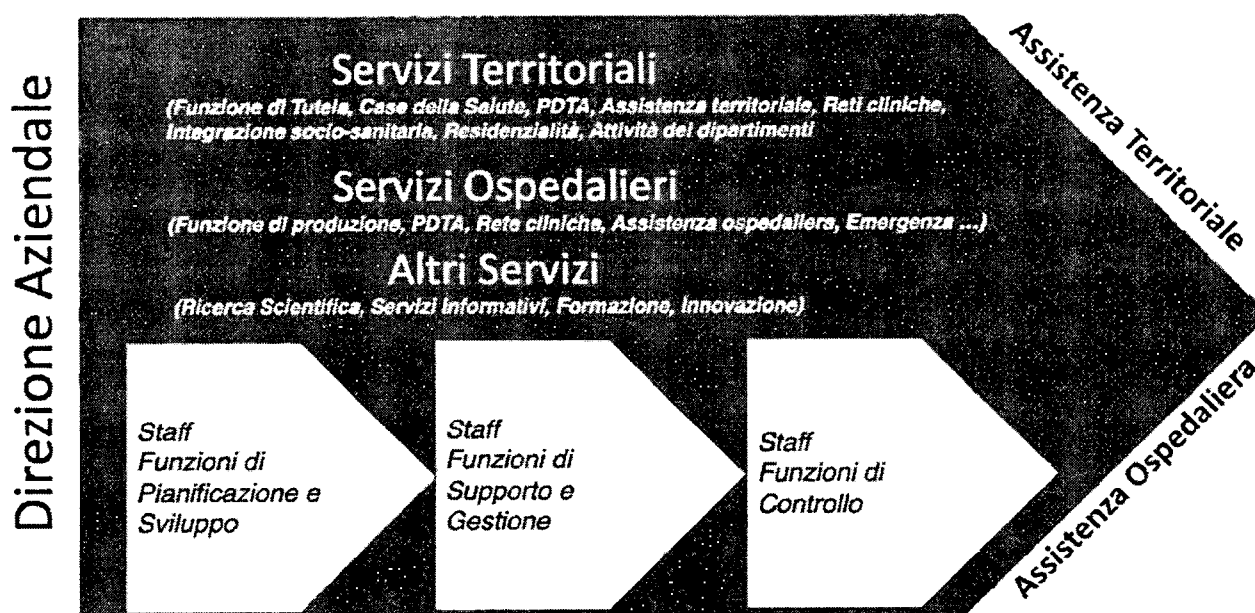 Direzione Aziendale
Servizi Territoriali
(Funzione di Tutela, Case della Salute, PDTA, Assistenza territoriale, Reti cliniche,
Integrazione socio-sanitaria, Residenzialità, Attività dei dipartimenti
Servizi Ospedalieri
(Funzione di produzione, PDTA, Rete cliniche, Assistenza ospedaliera, Emergenza ...)
Altri Servizi
(Ricerca Scientifica, Servizi informativi, Formazione, innovazione)
Staff
Funzioni di
Pianificazione e
Sviluppo
Staff
Funzioni di
Supporto e
Gestione
Staff
Funzioni di
Controllo
Assistenza Territoriale
Assistenza Ospedaliera